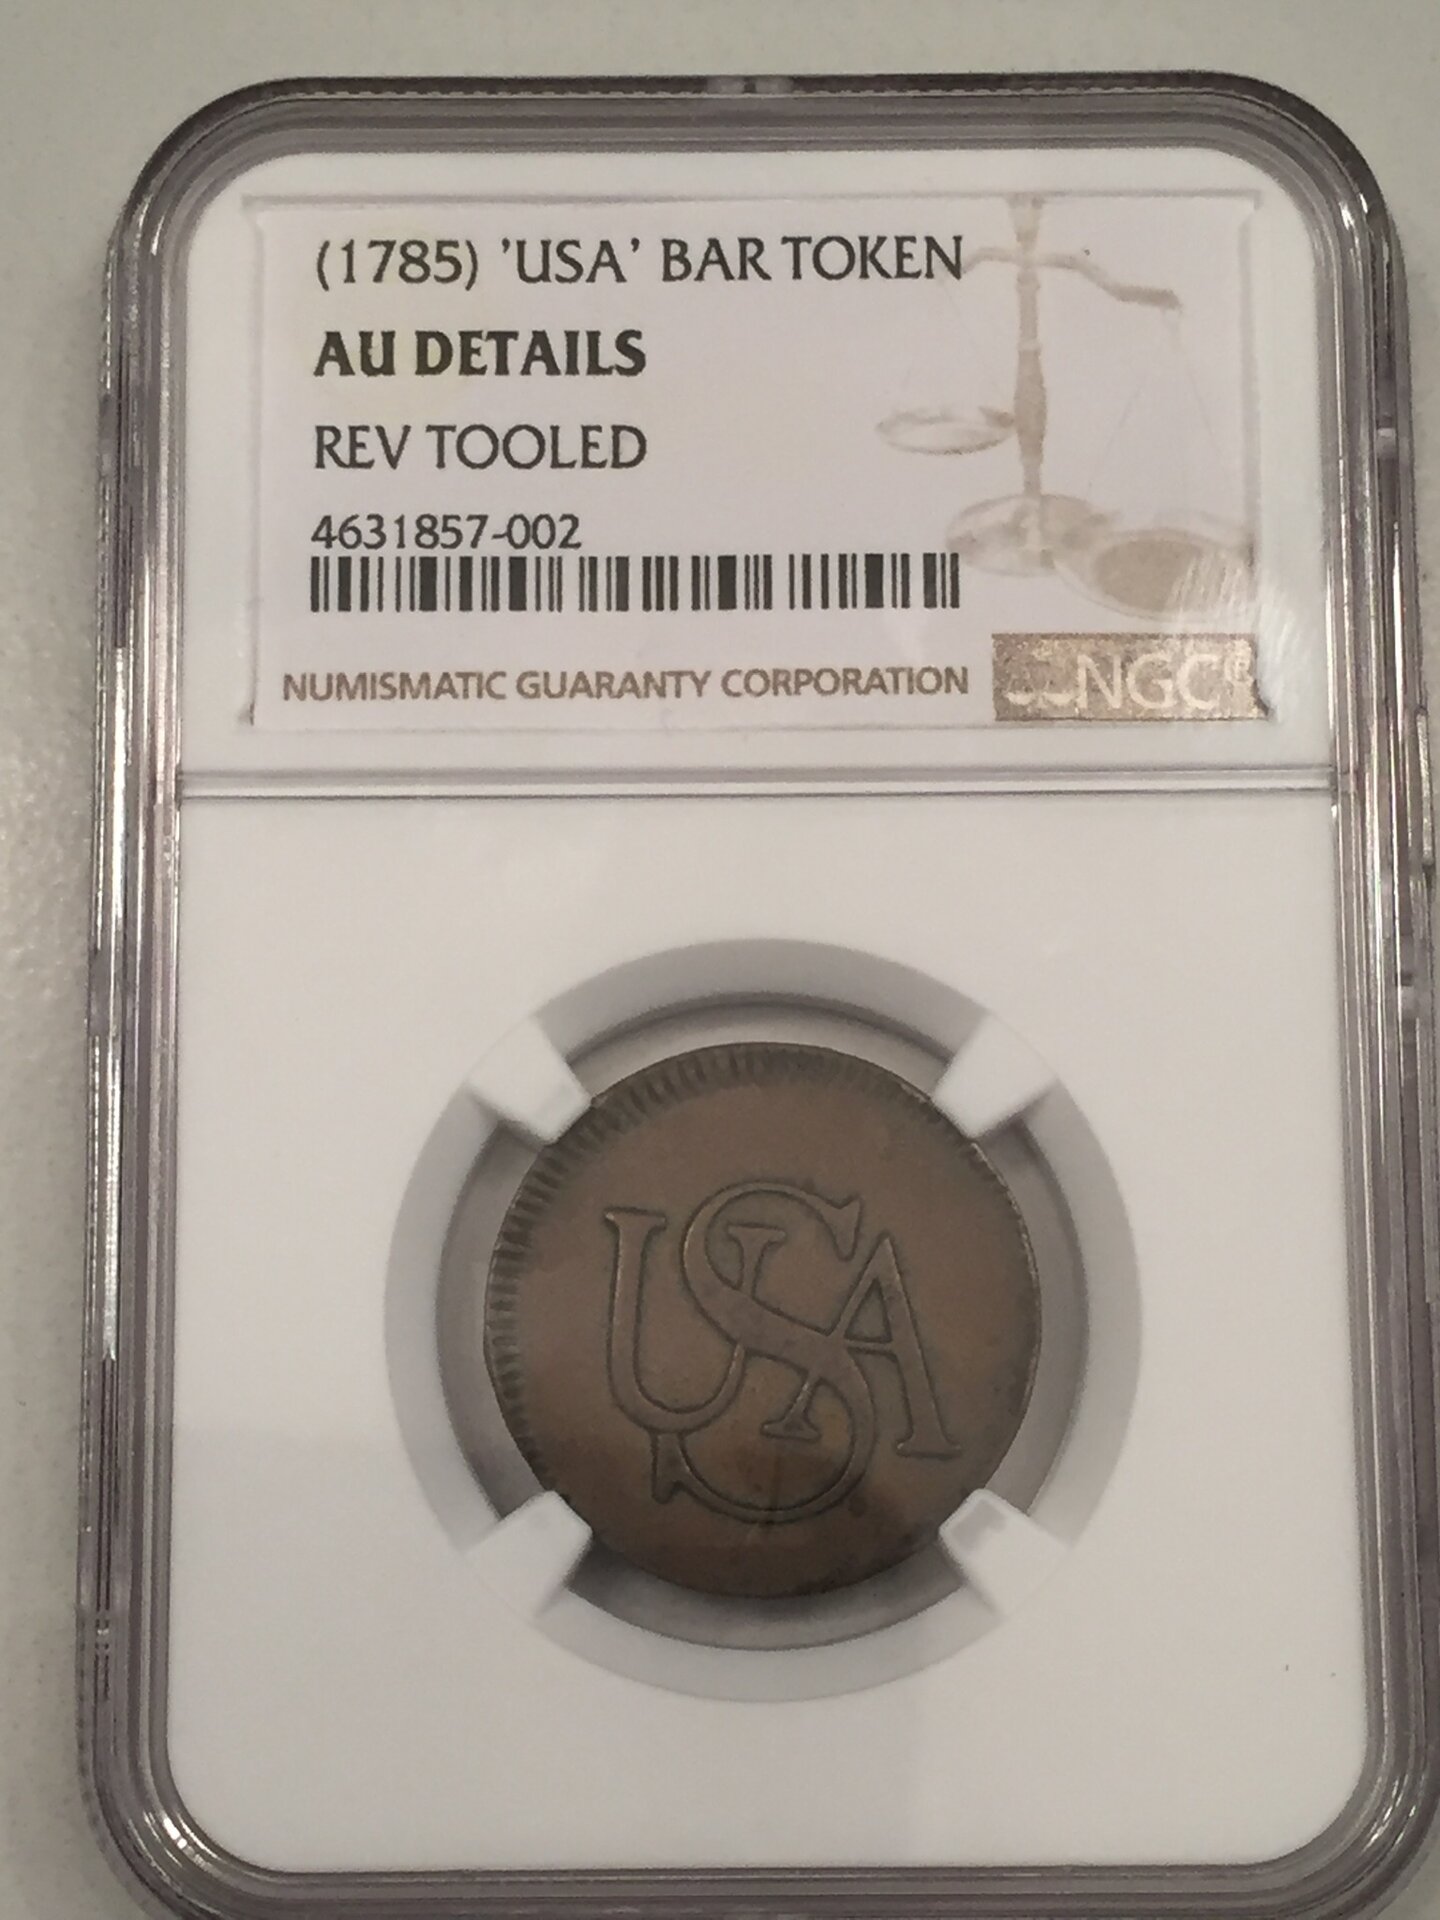 (1785) 'USA' BAR TOKEN
AU DETAILS
REV TOOLED
4631857-002
NUMISMATIC GUARANTY CORPORATION
NGC®
USA